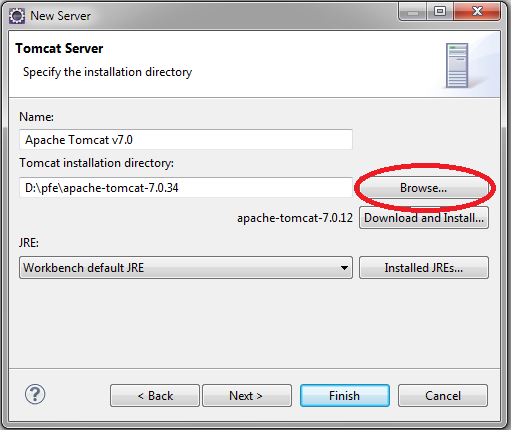 New Server
Tomcat Server
Specify the installation directory
Name:
Apache Tomcat v7.0
Tomcat installation directory:
D:\pfe\apache-tomcat-7.0.34
Browse...
apache-tomcat-7.0.12
Download and Install...
JRE:
Workbench default JRE
Installed JREs...
?
< Back
Next >
Finish
Cancel